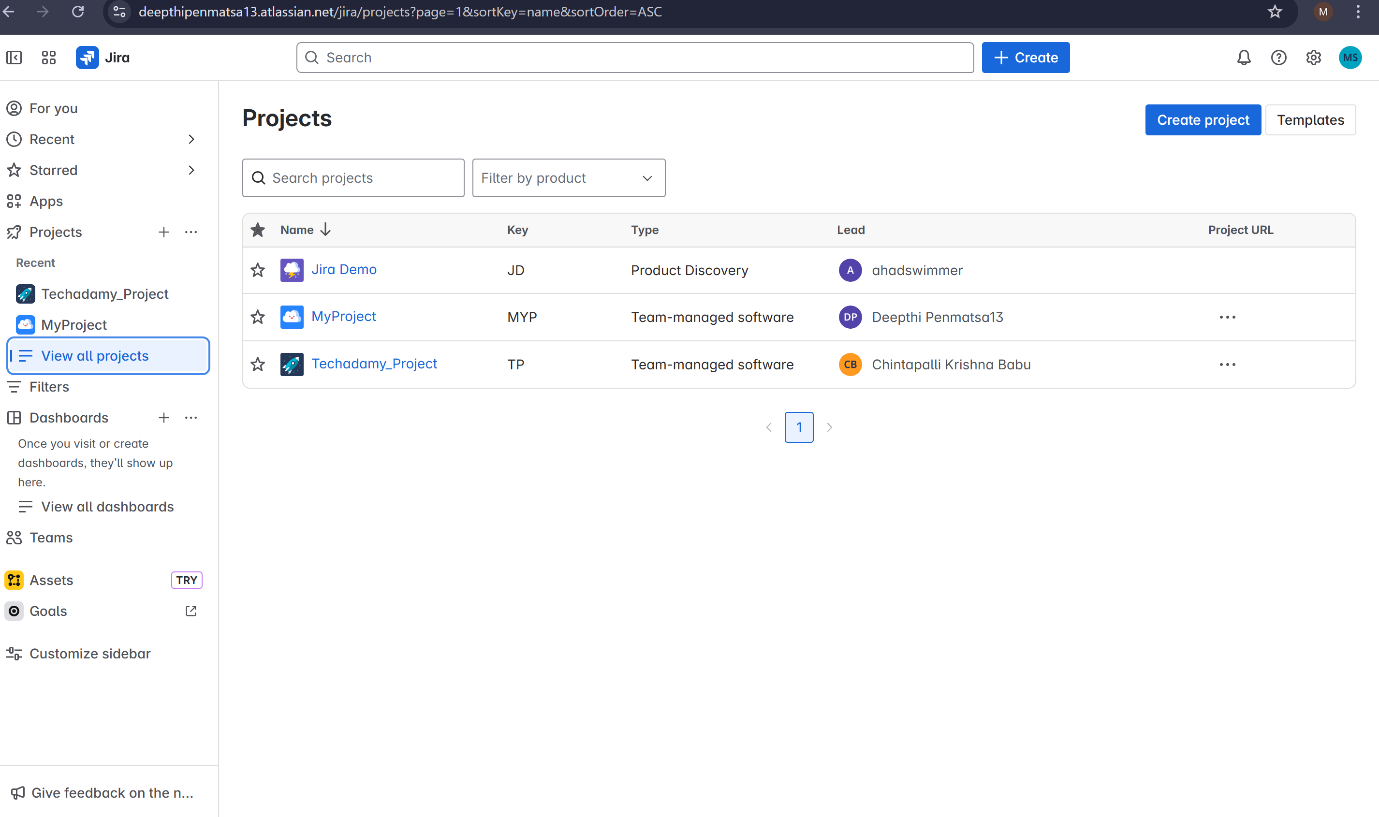 deepthipenmatsa13.atlassian.net/jira/projects?page=1&sortKey=name&sortOrder=ASC
M
Jira
Search
+ Create
MS
For you
Recent
Starred
Apps
Projects
Recent
Techadamy_Project
MyProject
View all projects
Filters
Dashboards
Once you visit or create
dashboards, they'll show up
here.
View all dashboards
Teams
Assets TRY
Goals
Customize sidebar
Give feedback on the n...
Projects
Create project Templates
Search projects Filter by product
Name Key Type Lead Project URL
Jira Demo JD Product Discovery A ahadswimmer
MyProject MYP Team-managed software DP Deepthi Penmatsa13
Techadamy_Project TP Team-managed software CB Chintapalli Krishna Babu
1